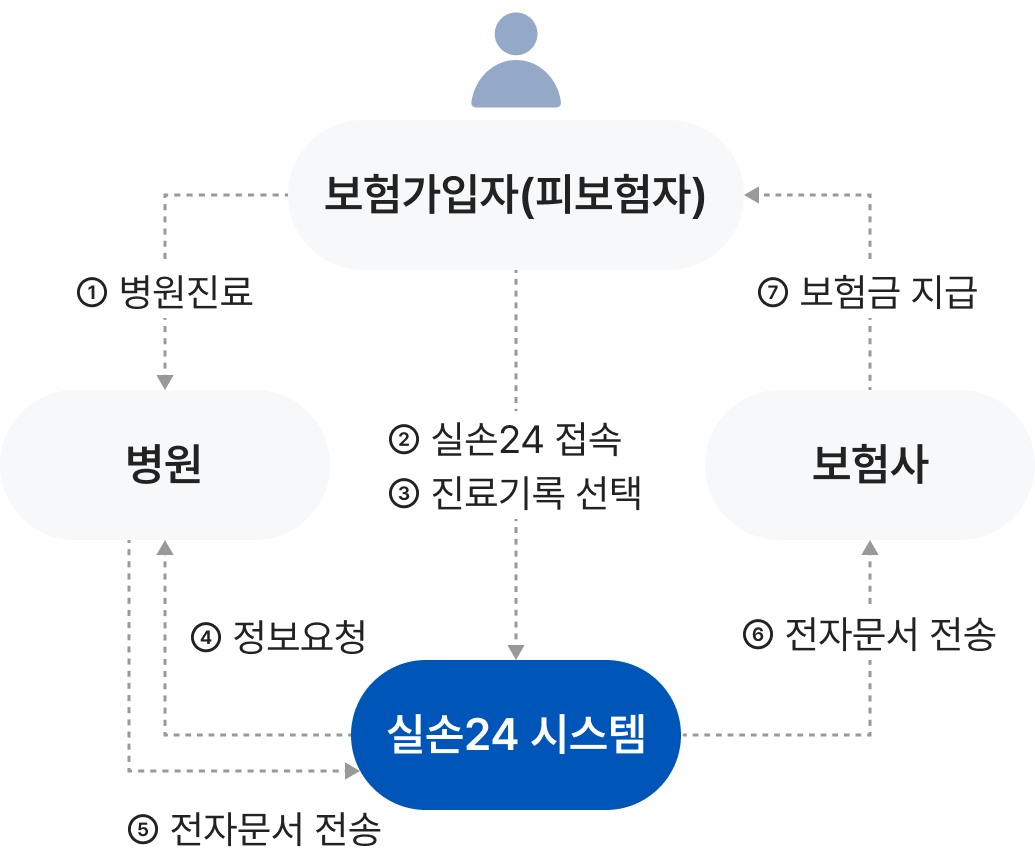 보험가입자(피보험자)
① 병원진료
⑦ 보험금 지급
병원
② 실손24 접속
③ 진료기록 선택
보험사
④ 정보요청
⑥ 전자문서 전송
실손24 시스템
⑤ 전자문서 전송